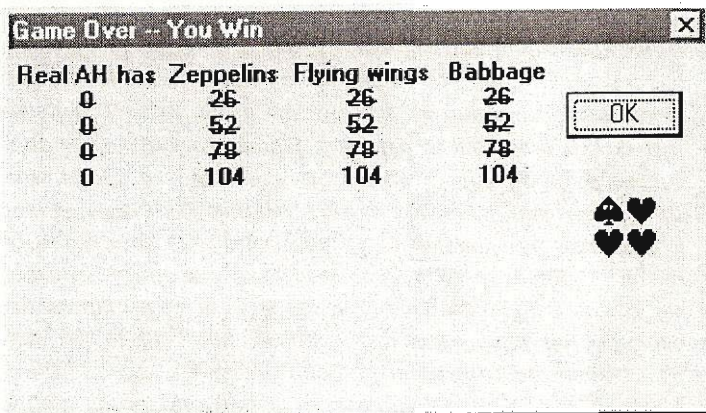 Game Over -- You Win
Real AH has Zeppelins Flying wings Babbage
0 26 26 26
0 52 52 52
0 78 78 78
0 104 104 104
OK